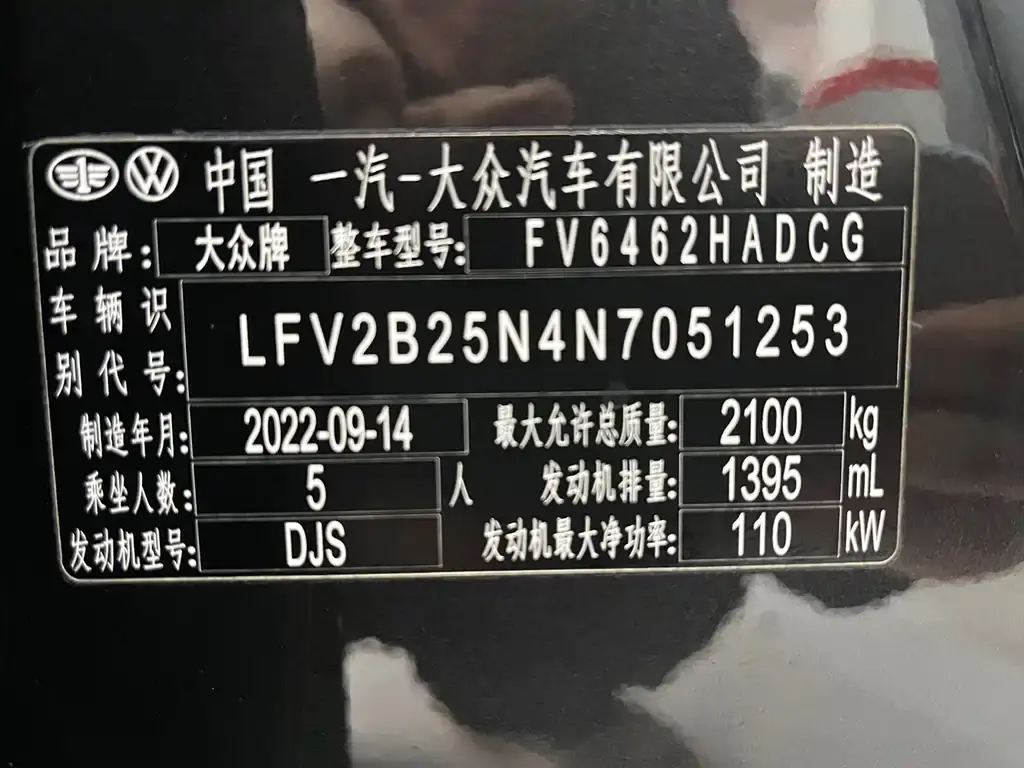 中国 一汽-大众汽车有限公司 制造
品牌: 大众牌 整车型号: FV6462HADCG
车辆识
别代号: LFV2B25N4N7051253
制造年月: 2022-09-14 最大允许总质量: 2100 kg
乘坐人数: 5 人 发动机排量: 1395 mL
发动机型号: DJS 发动机最大净功率: 110 kW